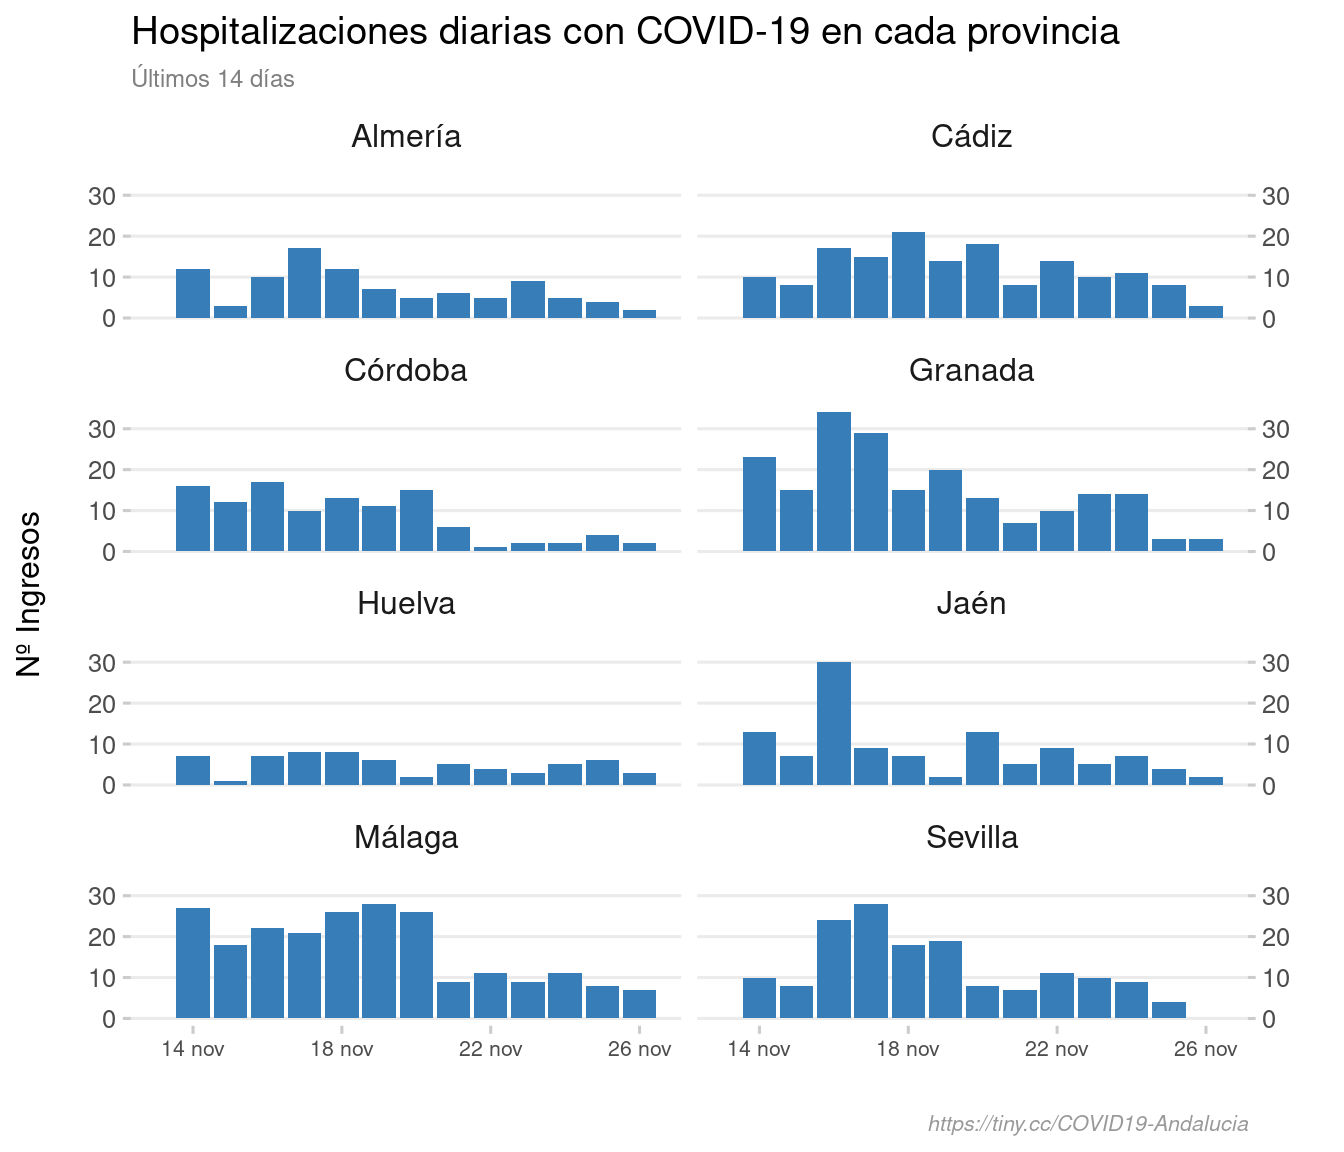 Hospitalizaciones diarias con COVID-19 en cada provincia
Últimos 14 días
Almería
Cádiz
30
20
10
0
30
20
10
0
Córdoba
Granada
30
20
10
0
30
20
10
0
Nº Ingresos
Huelva
Jaén
30
20
10
0
30
20
10
0
Málaga
Sevilla
30
20
10
0
30
20
10
0
14 nov 18 nov 22 nov 26 nov
14 nov 18 nov 22 nov 26 nov
https://tiny.cc/COVID19-Andalucia